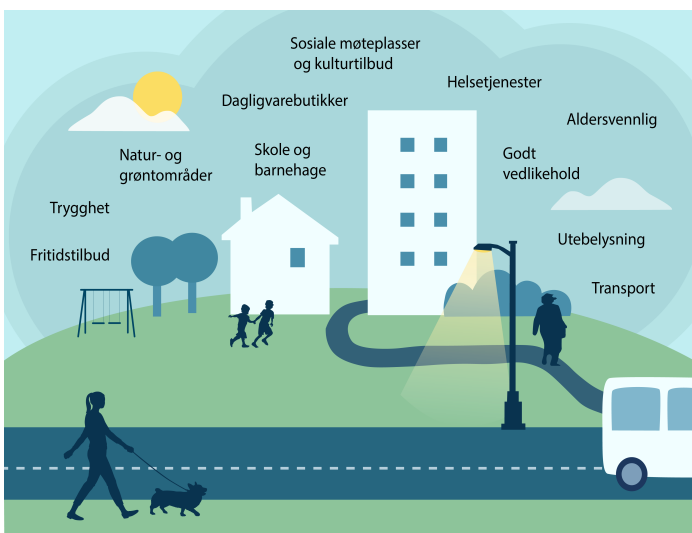 Sosiale møteplasser
og kulturtilbud
Helsetjenester
Dagligvarebutikker
Aldersvennlig
Natur- og
grøntområder
Skole og
barnehage
Godt
vedlikehold
Trygghet
Utebelysning
Fritidstilbud
Transport